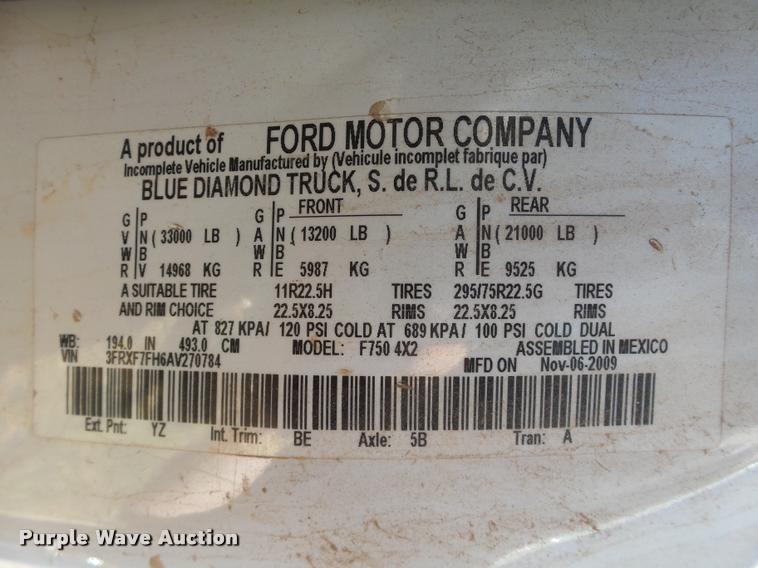 A product of FORD MOTOR COMPANY
Incomplete Vehicle Manufactured by (Vehicule incomplet fabrique par)
BLUE DIAMOND TRUCK, S. de R.L. de C.V.
FRONT REAR
G P G P G P
V N ( 33000 LB ) A N ( 13200 LB ) A N ( 21000 LB )
W B W B W B
R V 14968 KG R E 5987 KG R E 9525 KG
A SUITABLE TIRE 11R22.5H TIRES 295/75R22.5G
AND RIM CHOICE 22.5X8.25 RIMS 22.5X8.25
AT 827 KPA/ 120 PSI COLD AT 689 KPA/ 100 PSI COLD DUAL
WB: 194.0 IN 493.0 CM MODEL: F750 4X2 ASSEMBLED IN MEXICO
VIN 3FRXF7FH6AV270784 MFD ON Nov-06-2009
Ext. Pnt: YZ Int. Trim: BE Axle: 5B Tran: A
Purple Wave Auction